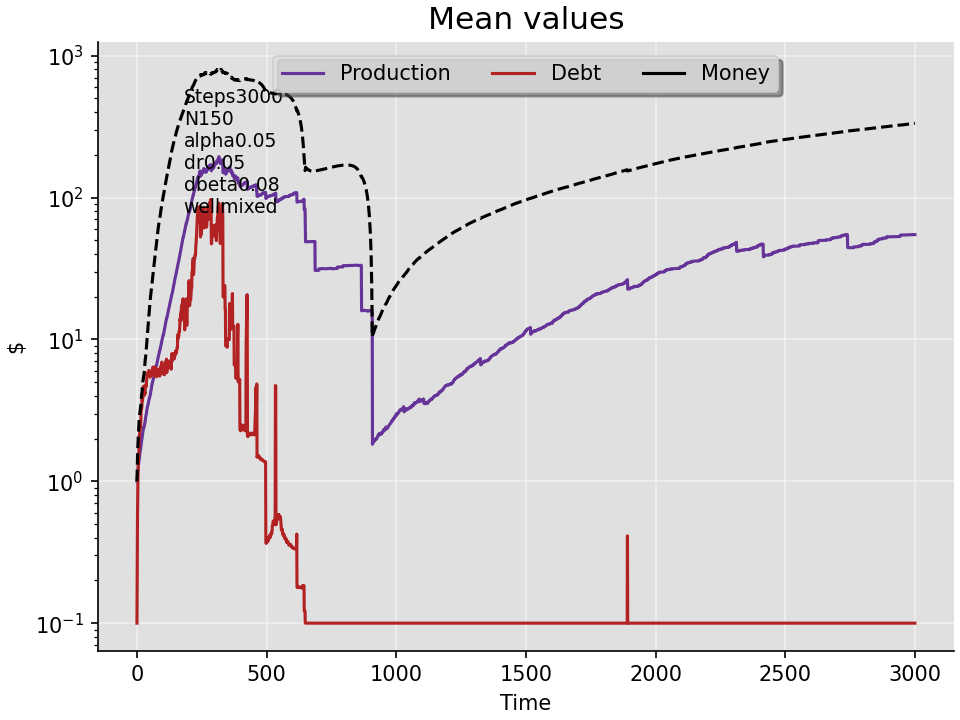 Mean values
Production Debt Money
Steps3000
N150
alpha0.05
dr0.05
dbeta0.08
wellmixed
$
10³
10²
10¹
10⁰
10⁻¹
0 500 1000 1500 2000 2500 3000
Time